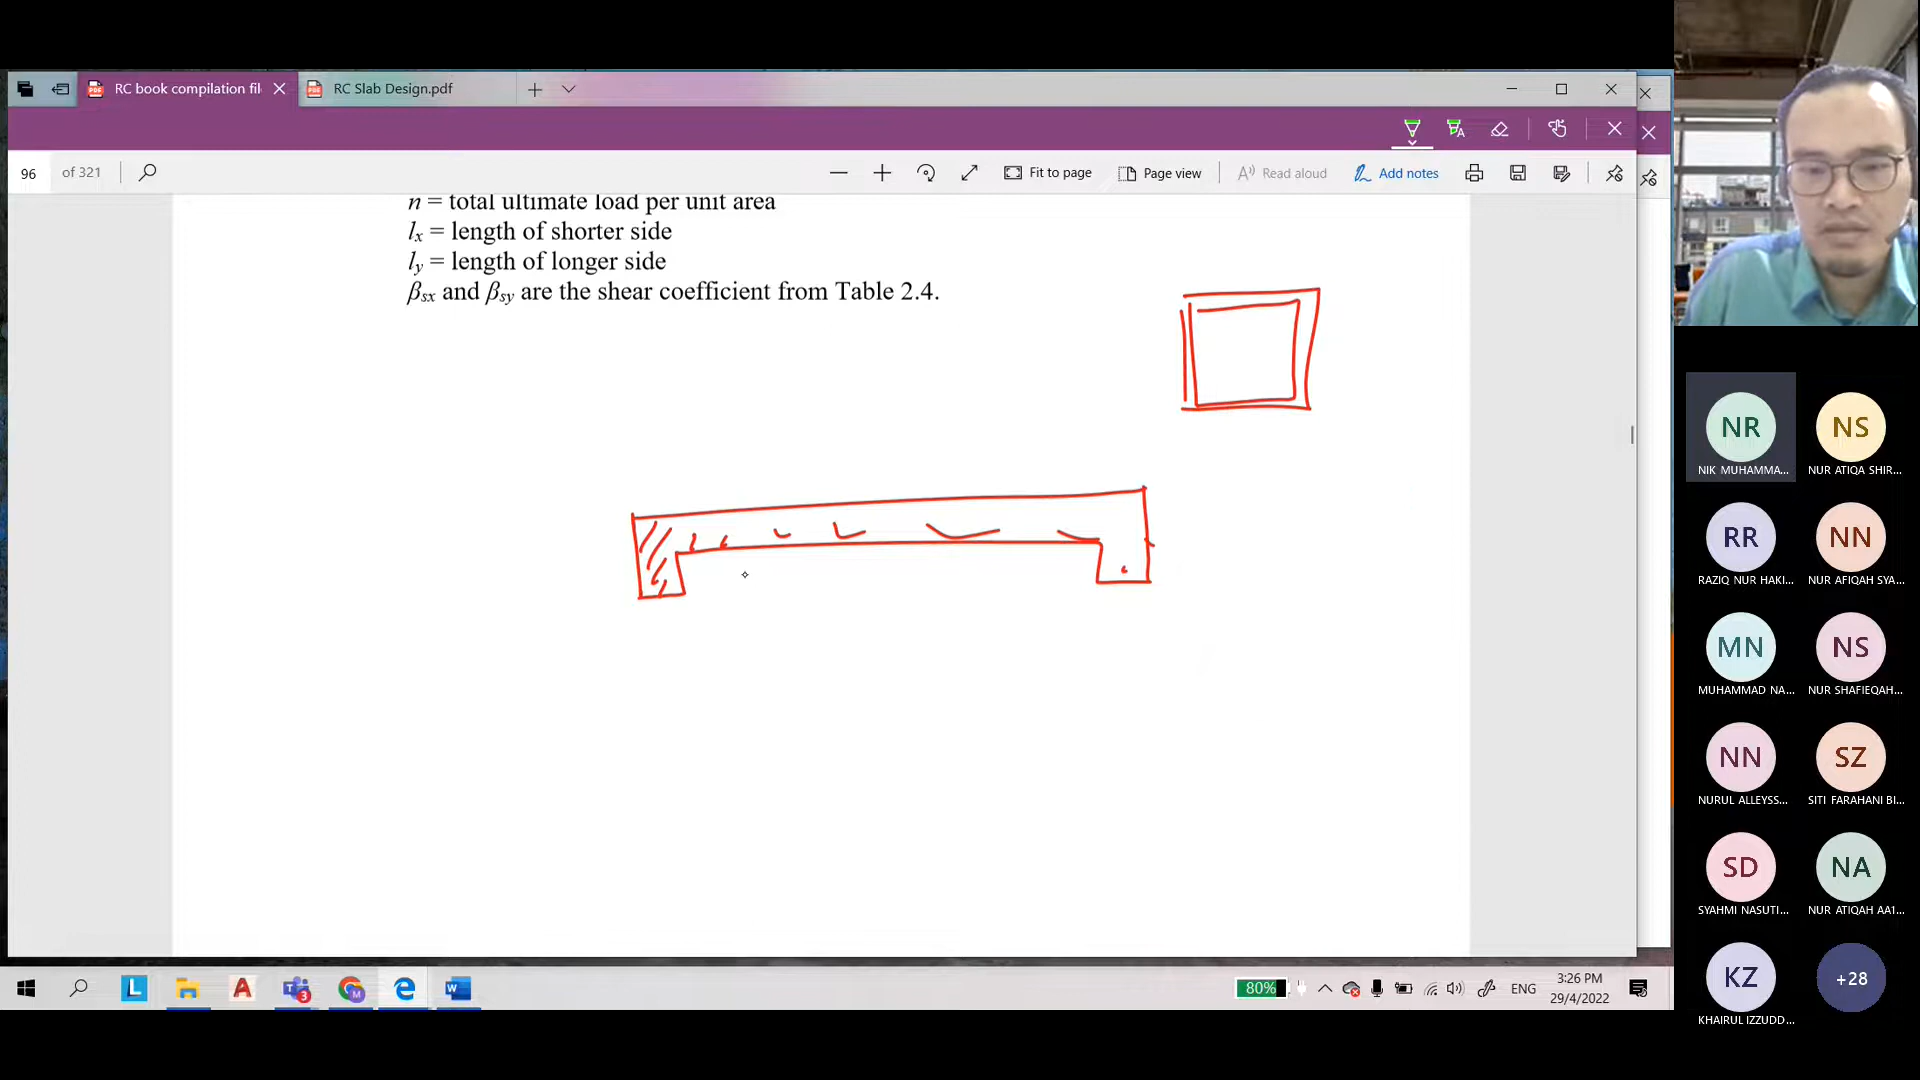 RC book compilation fil
RC Slab Design.pdf
96 of 321
Fit to page
Page view
Read aloud
Add notes
n = total ultimate load per unit area
lx = length of shorter side
ly = length of longer side
βsx and βsy are the shear coefficient from Table 2.4.
NR
NIK MUHAMMA...
NS
NUR ATIQA SHIR...
RR
RAZIQ NUR HAKI...
NN
NUR AFIQAH SYA...
MN
MUHAMMAD NA...
NS
NUR SHAFIEQAH...
NN
NURUL ALLEYSS...
SZ
SITI FARAHANI BI...
SD
SYAHMI NASUTI...
NA
NUR ATIQAH AA1...
KZ
KHAIRUL IZZUDD...
+28
L
A
3
M
W
80%
ENG
3:26 PM
29/4/2022